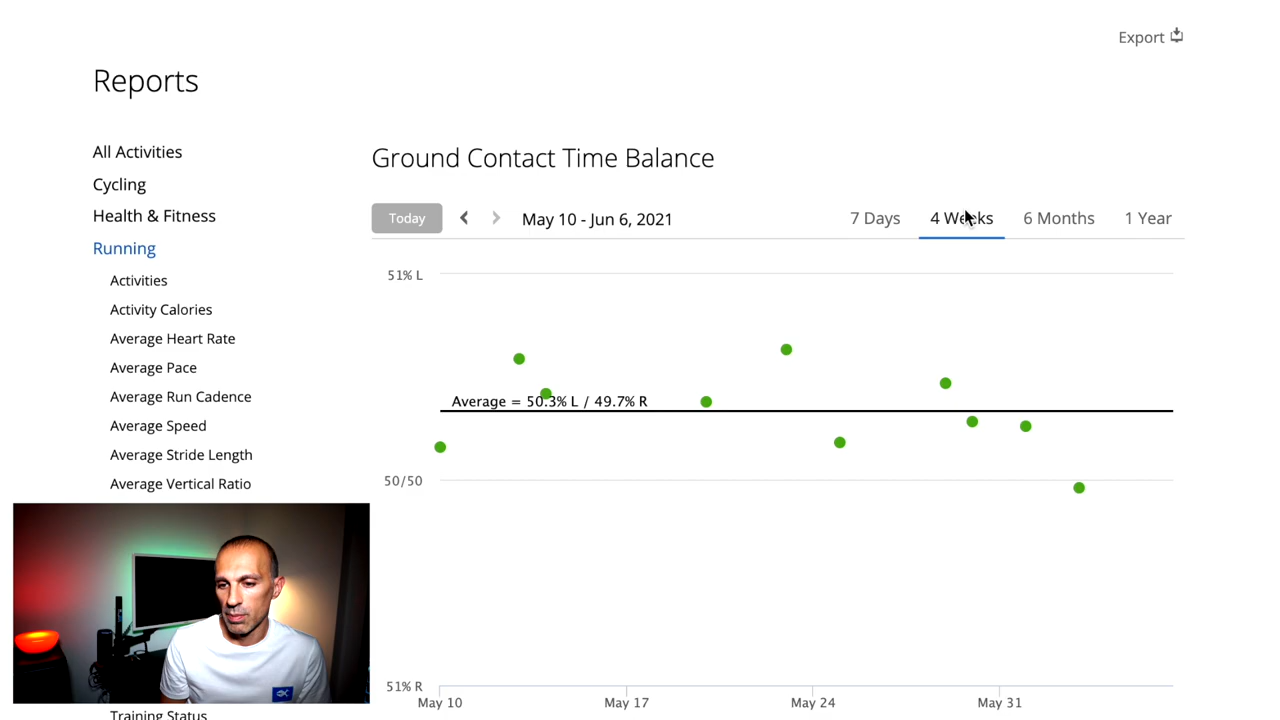 Export
Reports
All Activities
Cycling
Health & Fitness
Running
Activities
Activity Calories
Average Heart Rate
Average Pace
Average Run Cadence
Average Speed
Average Stride Length
Average Vertical Ratio
Training Status
Ground Contact Time Balance
Today
May 10 - Jun 6, 2021
7 Days
4 Weeks
6 Months
1 Year
51% L
Average = 50.3% L / 49.7% R
50/50
51% R
May 10
May 17
May 24
May 31